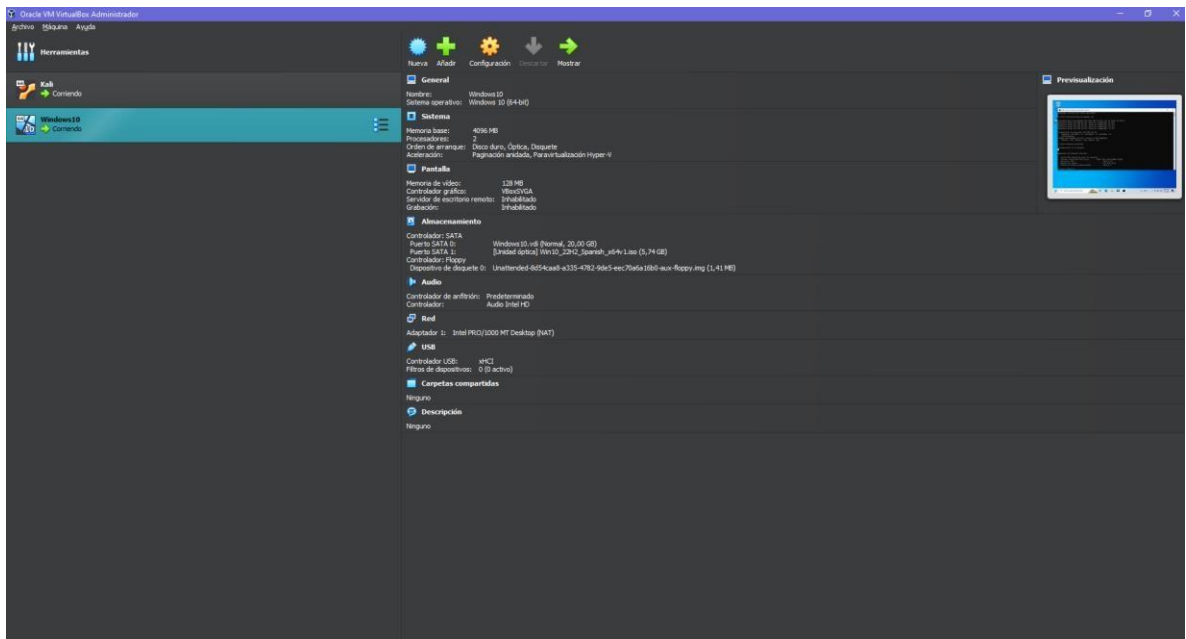 Oracle VM VirtualBox Administrador
Archivo Máquina Ayuda
Herramientas
Kali
Corriendo
Windows10
Corriendo
Nueva Añadir Configuración Descartar Mostrar
General
Nombre: Windows10
Sistema operativo: Windows 10 (64-bit)
Sistema
Memoria base: 4096 MB
Procesadores: 2
Orden de arranque: Disco duro, Óptica, Disquete
Aceleración: Paginación anidada, Paravirtualización Hyper-V
Pantalla
Memoria de vídeo: 128 MB
Controlador gráfico: VBoxSVGA
Servidor de escritorio remoto: Inhabilitado
Grabación: Inhabilitado
Almacenamiento
Controlador: SATA
Puerto SATA 0: Windows10.vdi (Normal, 20,00 GB)
Puerto SATA 1: [Unidad óptica] Win10_22H2_Spanish_x64v1.iso (5,74 GB)
Controlador: Floppy
Dispositivo de disquete 0: Unattended-8d54caa8-a335-4782-9de5-eec70a6a16b0-aux-floppy.img (1,41 MB)
Audio
Controlador de anfitrión: Predeterminado
Controlador: Audio Intel HD
Red
Adaptador 1: Intel PRO/1000 MT Desktop (NAT)
USB
Controlador USB: xHCI
Filtros de dispositivos: 0 (0 activo)
Carpetas compartidas
Ninguno
Descripción
Ninguno
Previsualización